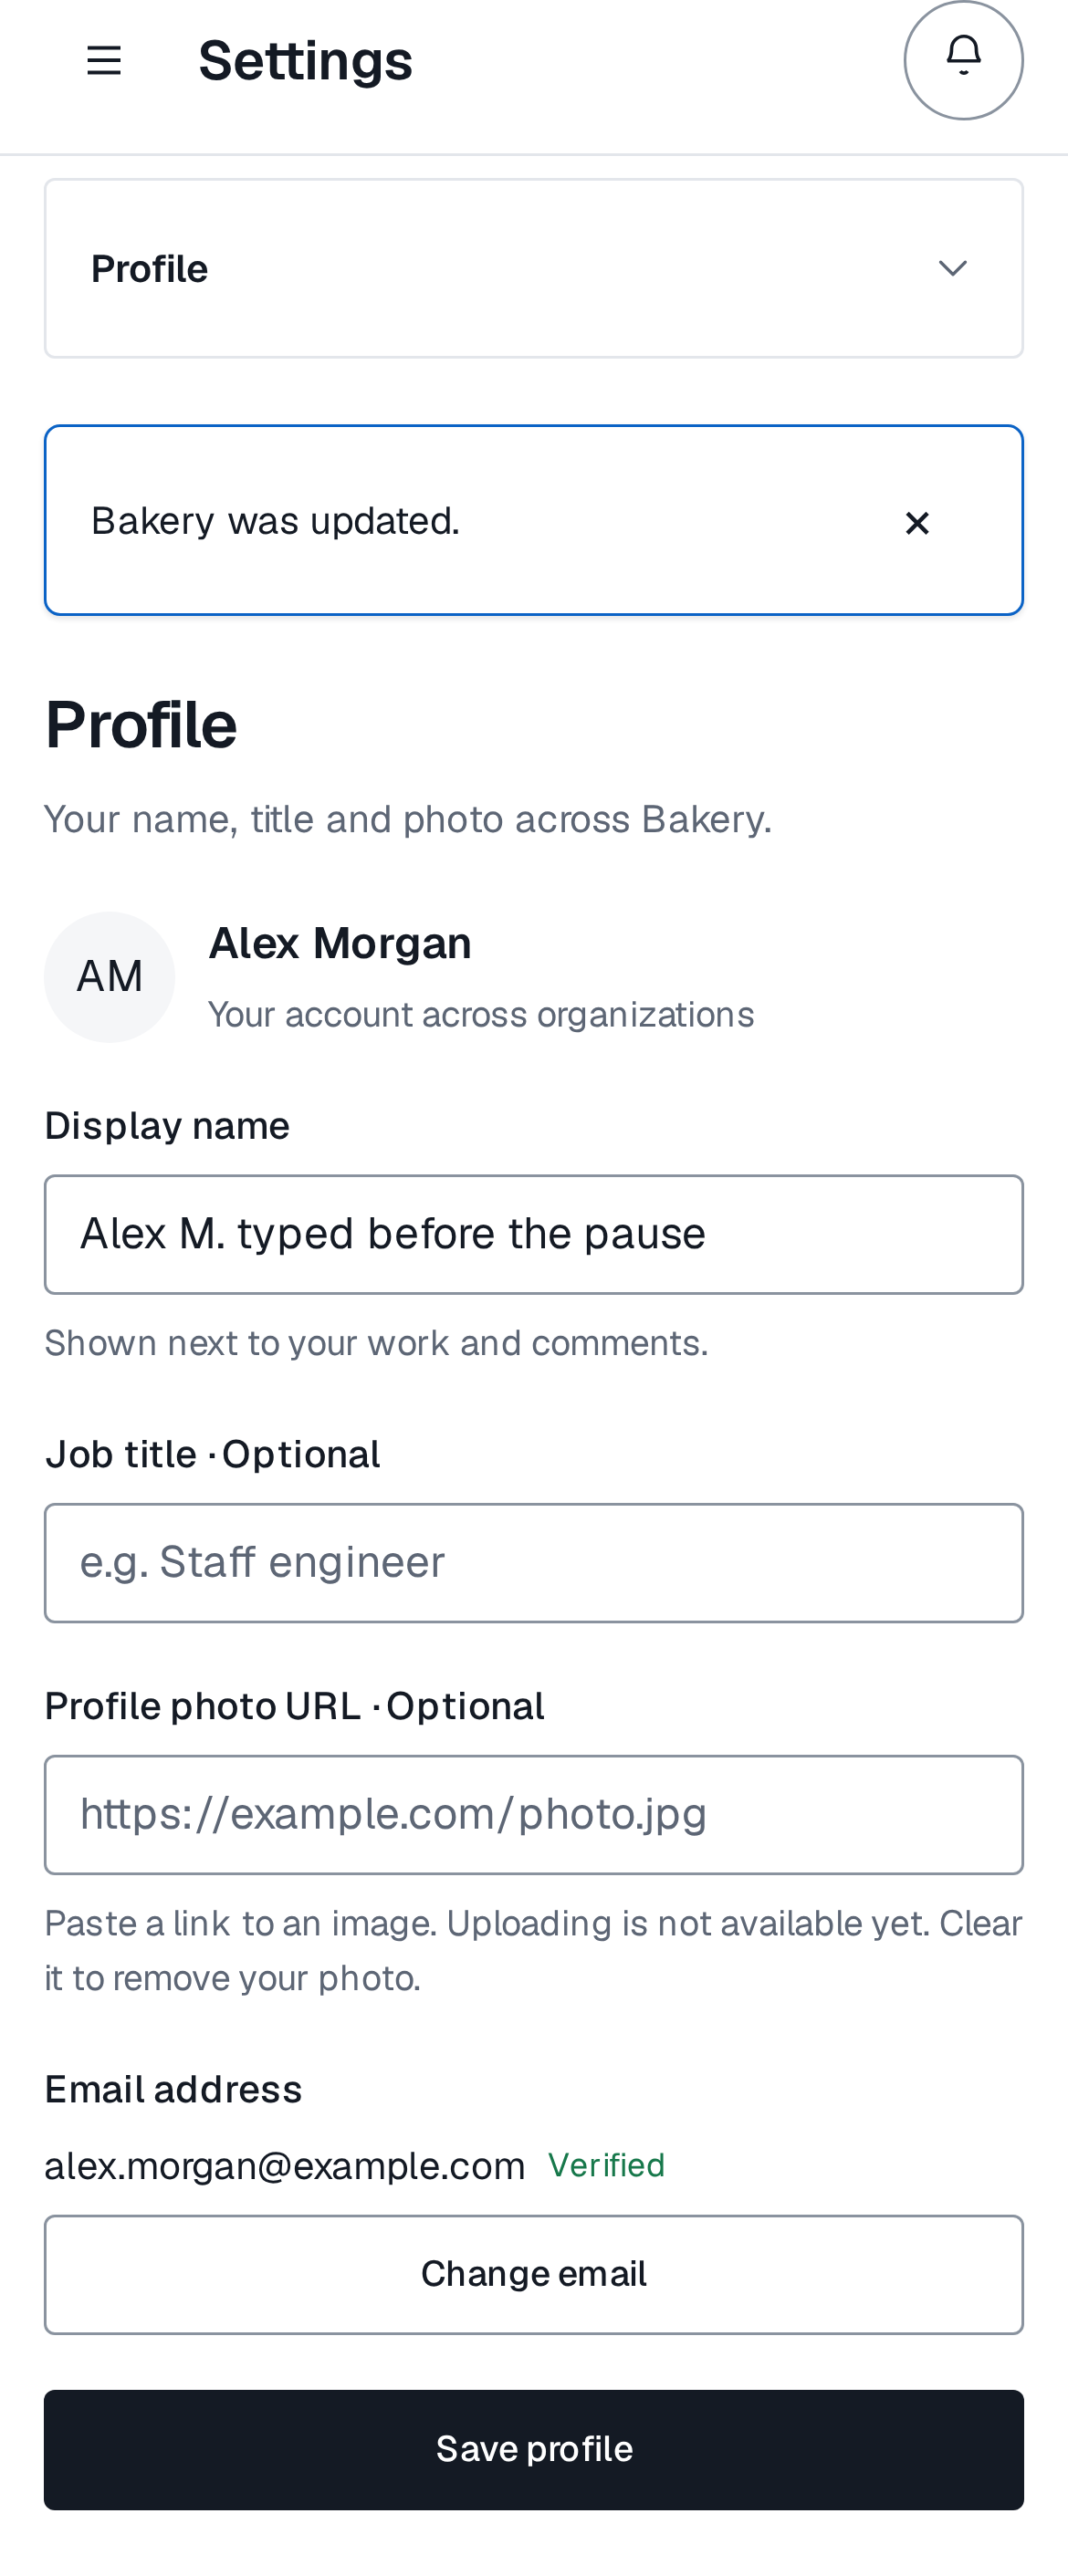 Settings
Profile
Bakery was updated.
Profile
Your name, title and photo across Bakery.
AM
Alex Morgan
Your account across organizations
Display name
Alex M. typed before the pause
Shown next to your work and comments.
Job title · Optional
e.g. Staff engineer
Profile photo URL · Optional
https://example.com/photo.jpg
Paste a link to an image. Uploading is not available yet. Clear
it to remove your photo.
Email address
alex.morgan@example.com Verified
Change email
Save profile